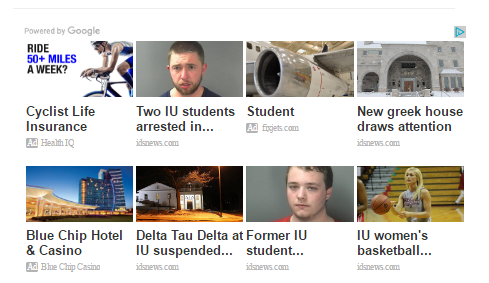 Powered by Google
RIDE
50+ MILES
A WEEK?
Cyclist Life
Insurance
Ad Health IQ
Two IU students
arrested in...
idsnews.com
Student
Ad fixjets.com
New greek house
draws attention
idsnews.com
Blue Chip Hotel
& Casino
Ad Blue Chip Casino
Delta Tau Delta at
IU suspended...
idsnews.com
Former IU
student...
idsnews.com
IU women's
basketball...
idsnews.com